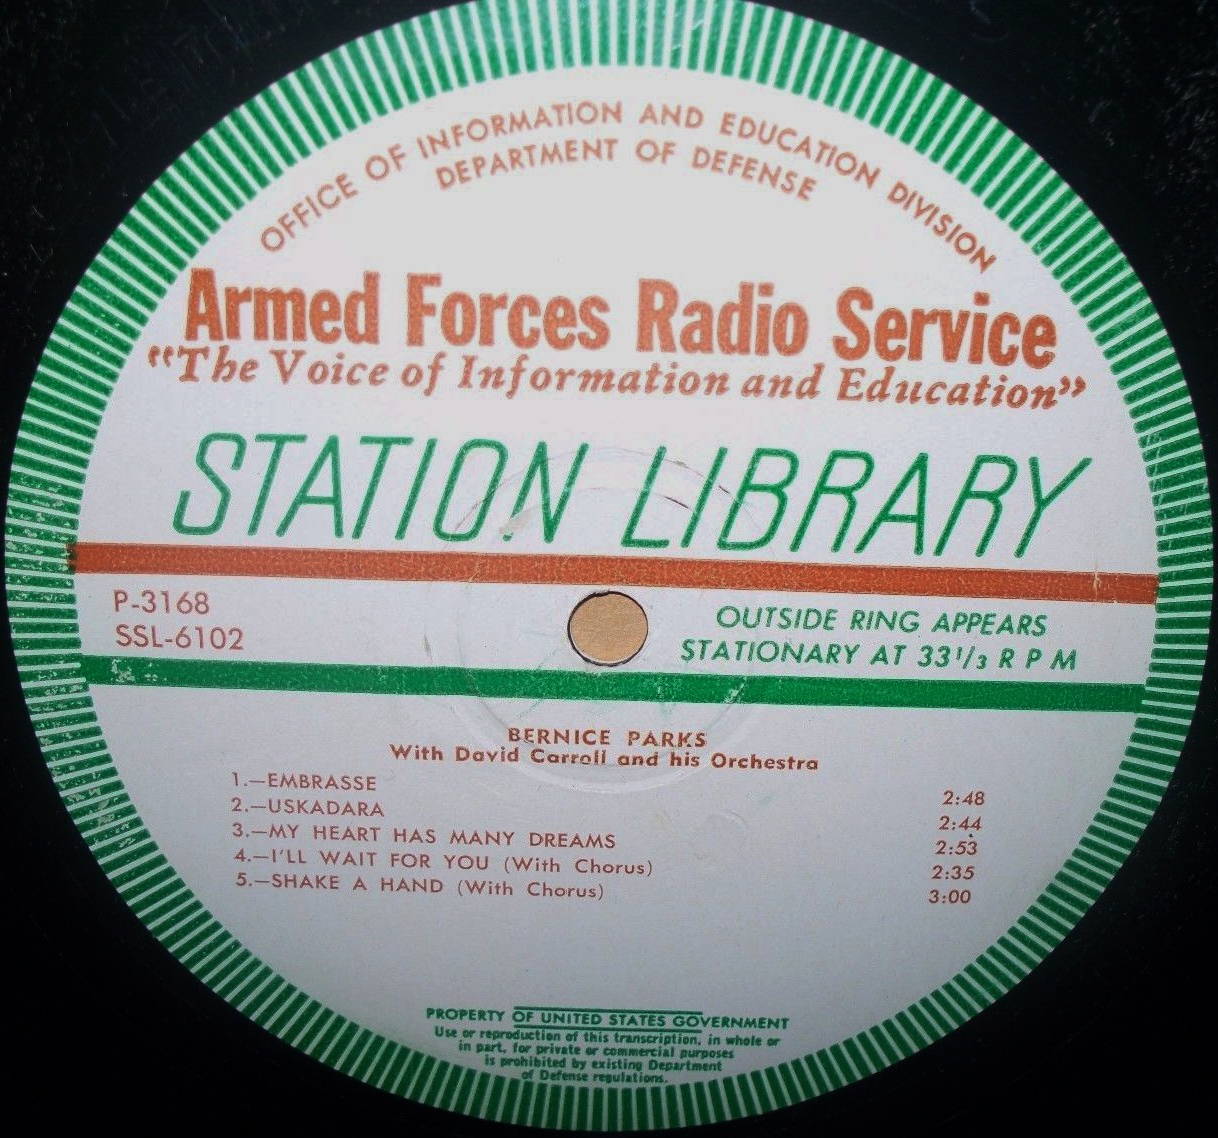 OFFICE OF INFORMATION AND EDUCATION DIVISION
DEPARTMENT OF DEFENSE
Armed Forces Radio Service
"The Voice of Information and Education"
STATION LIBRARY
P-3168
SSL-6102
OUTSIDE RING APPEARS
STATIONARY AT 33 1/3 R P M
BERNICE PARKS
With David Carroll and his Orchestra
1.—EMBRASSE 2:48
2.—USKADARA 2:44
3.—MY HEART HAS MANY DREAMS 2:53
4.—I'LL WAIT FOR YOU (With Chorus) 2:35
5.—SHAKE A HAND (With Chorus) 3:00
PROPERTY OF UNITED STATES GOVERNMENT
Use or reproduction of this transcription, in whole or
in part, for private or commercial purposes
is prohibited by existing Department
of Defense regulations.